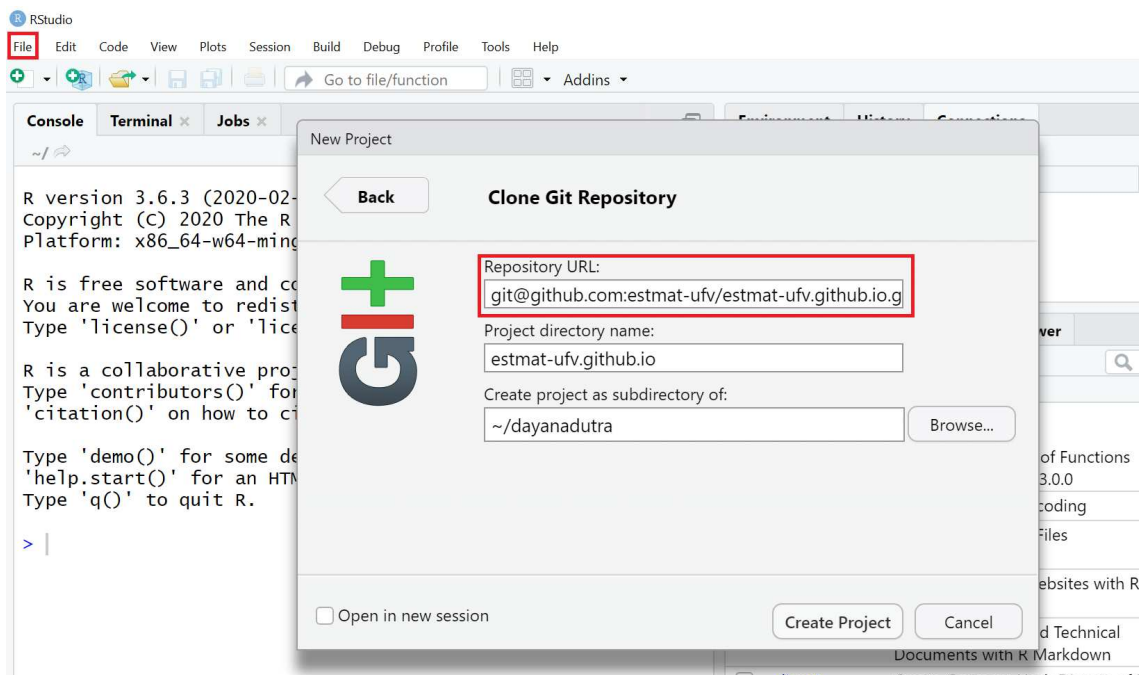 RStudio
File Edit Code View Plots Session Build Debug Profile Tools Help
Go to file/function Addins
Console Terminal Jobs
~/
R version 3.6.3 (2020-02-
Copyright (C) 2020 The R
Platform: x86_64-w64-ming
R is free software and co
You are welcome to redist
Type 'license()' or 'lice
R is a collaborative proj
Type 'contributors()' for
'citation()' on how to ci
Type 'demo()' for some de
'help.start()' for an HTM
Type 'q()' to quit R.
>
New Project
Back
Clone Git Repository
GIt
Repository URL:
git@github.com:estmat-ufv/estmat-ufv.github.io.g
Project directory name:
estmat-ufv.github.io
Create project as subdirectory of:
~/dayanadutra
Browse...
Open in new session
Create Project
Cancel
Environment History Connections
wer
of Functions
3.0.0
coding
Files
ebsites with R
d Technical
Documents with R Markdown